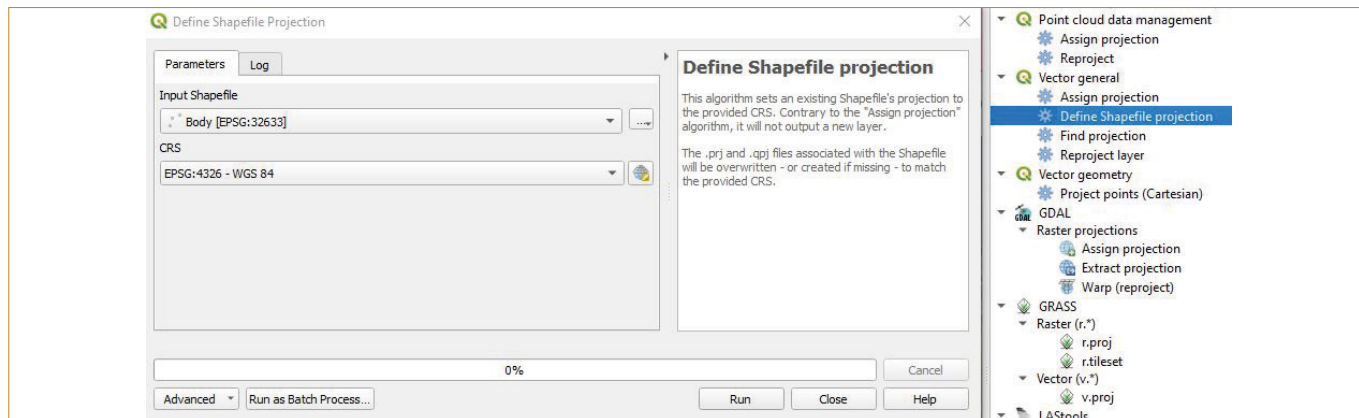 Define Shapefile Projection
Parameters
Log
Input Shapefile
Body [EPSG:32633]
...
CRS
EPSG:4326 - WGS 84
Define Shapefile projection
This algorithm sets an existing Shapefile's projection to
the provided CRS. Contrary to the "Assign projection"
algorithm, it will not output a new layer.
The .prj and .qpj files associated with the Shapefile
will be overwritten - or created if missing - to match
the provided CRS.
0%
Cancel
Advanced
Run as Batch Process...
Run
Close
Help
Point cloud data management
Assign projection
Reproject
Vector general
Assign projection
Define Shapefile projection
Find projection
Reproject layer
Vector geometry
Project points (Cartesian)
GDAL
GDAL
Raster projections
Assign projection
Extract projection
Warp (reproject)
GRASS
Raster (r.*)
r.proj
r.tileset
Vector (v.*)
v.proj
LAStools